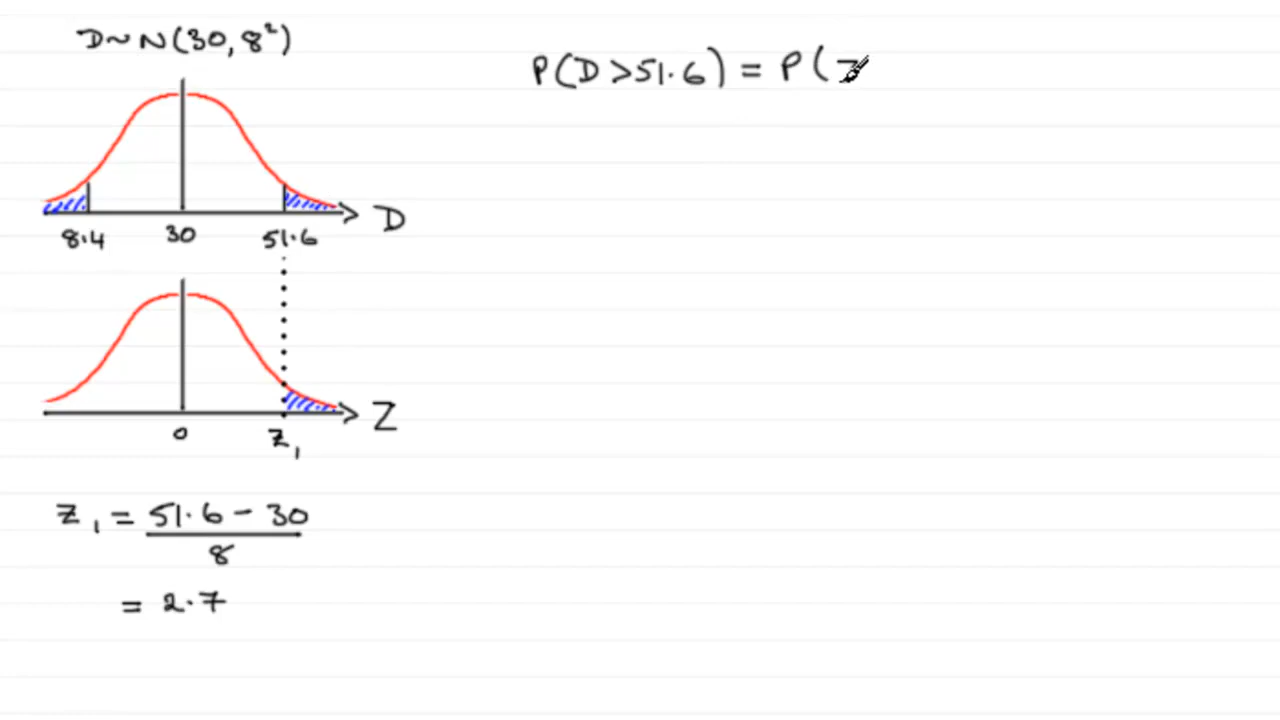 D~N(30, 8²)
P(D > 51.6) = P(Z
D
8.4 30 51.6
Z
0 Z₁
Z₁ = 51.6 - 30
8
= 2.7